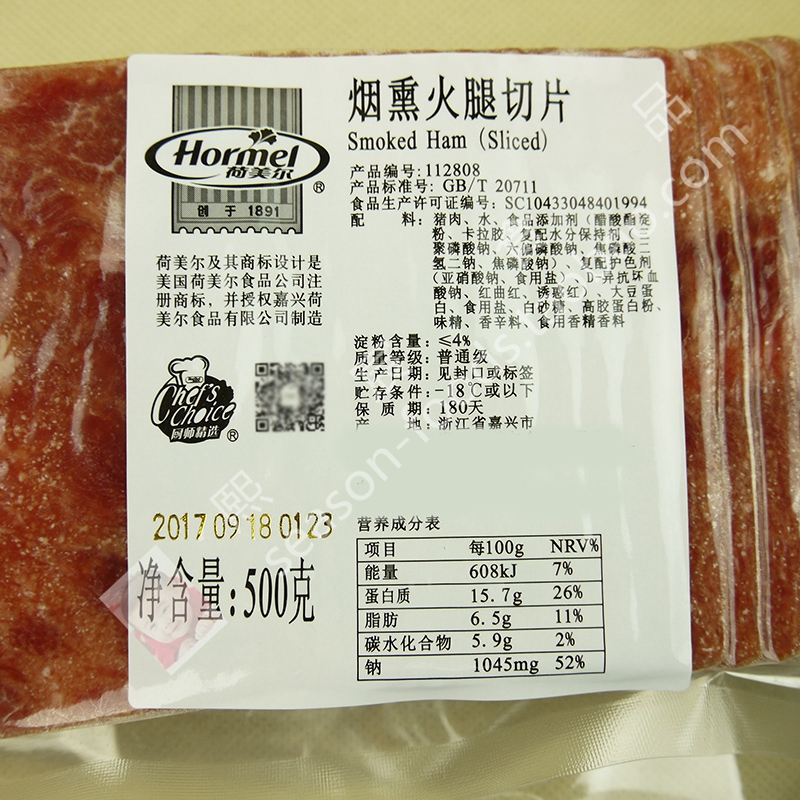 Hormel
荷美尔
®
创于1891
荷美尔及其商标设计是
美国荷美尔食品公司注
册商标，并授权嘉兴荷
美尔食品有限公司制造
Chef's
Choice
厨师精选
®
烟熏火腿切片
Smoked Ham (Sliced)
产品编号: 112808
产品标准号: GB/T 20711
食品生产许可证编号: SC10433048401994
配 料: 猪肉、水、食品添加剂（醋酸酯淀
粉、卡拉胶、复配水分保持剂（三
聚磷酸钠、六偏磷酸钠、焦磷酸二
氢二钠、焦磷酸钠）、复配护色剂
（亚硝酸钠、食用盐）、D-异抗坏血
酸钠、红曲红、诱惑红）、大豆蛋
白、食用盐、白砂糖、高胶蛋白粉、
味精、香辛料、食用香精香料
淀粉含量: ≤4%
质量等级: 普通级
生产日期: 见封口或标签
贮存条件: -18℃或以下
保 质 期: 180天
产 地: 浙江省嘉兴市
2017 09 18 0123
净含量: 500克
营养成分表
项目 每100g NRV%
能量 608kJ 7%
蛋白质 15.7g 26%
脂肪 6.5g 11%
碳水化合物 5.9g 2%
钠 1045mg 52%